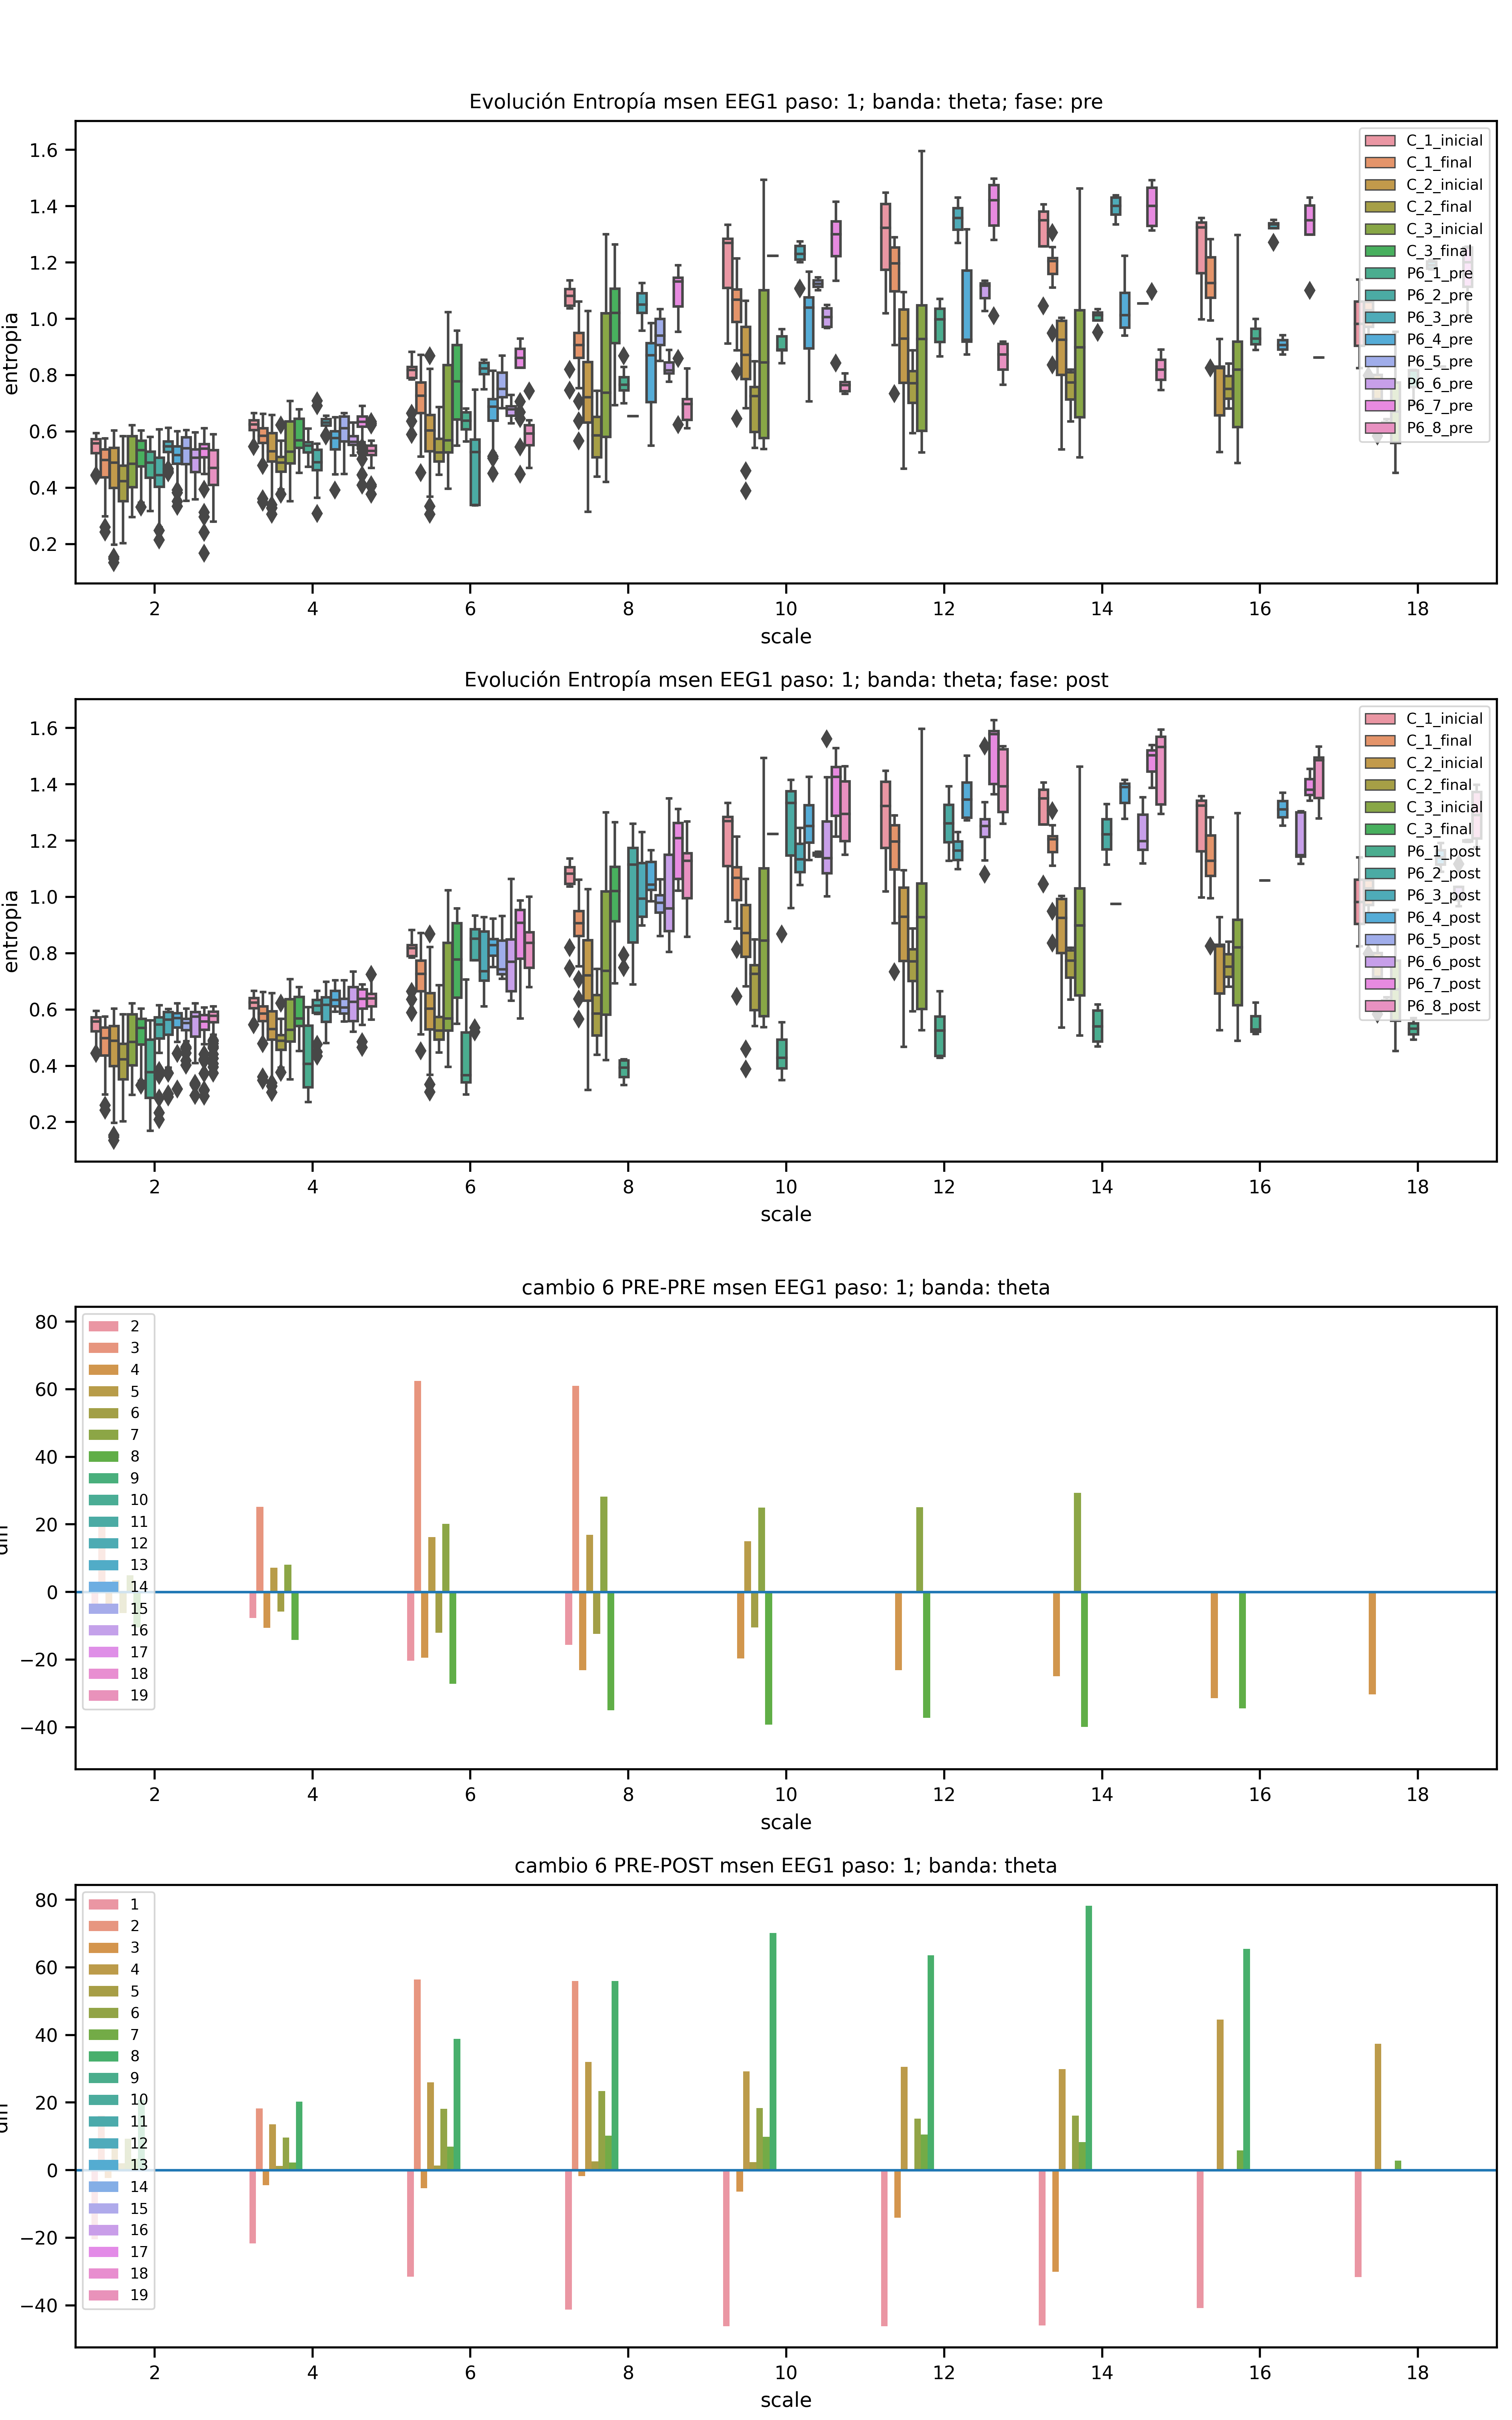 Evolución Entropía msen EEG1 paso: 1; banda: theta; fase: pre
entropia
1.6
1.4
1.2
1.0
0.8
0.6
0.4
0.2
C_1_inicial
C_1_final
C_2_inicial
C_2_final
C_3_inicial
C_3_final
P6_1_pre
P6_2_pre
P6_3_pre
P6_4_pre
P6_5_pre
P6_6_pre
P6_7_pre
P6_8_pre
2 4 6 8 10 12 14 16 18
scale
Evolución Entropía msen EEG1 paso: 1; banda: theta; fase: post
entropia
1.6
1.4
1.2
1.0
0.8
0.6
0.4
0.2
C_1_inicial
C_1_final
C_2_inicial
C_2_final
C_3_inicial
C_3_final
P6_1_post
P6_2_post
P6_3_post
P6_4_post
P6_5_post
P6_6_post
P6_7_post
P6_8_post
2 4 6 8 10 12 14 16 18
scale
cambio 6 PRE-PRE msen EEG1 paso: 1; banda: theta
80
60
40
20
0
−20
−40
2
3
4
5
6
7
8
9
10
11
12
13
14
15
16
17
18
19
2 4 6 8 10 12 14 16 18
scale
cambio 6 PRE-POST msen EEG1 paso: 1; banda: theta
80
60
40
20
0
−20
−40
1
2
3
4
5
6
7
8
9
10
11
12
13
14
15
16
17
18
19
2 4 6 8 10 12 14 16 18
scale